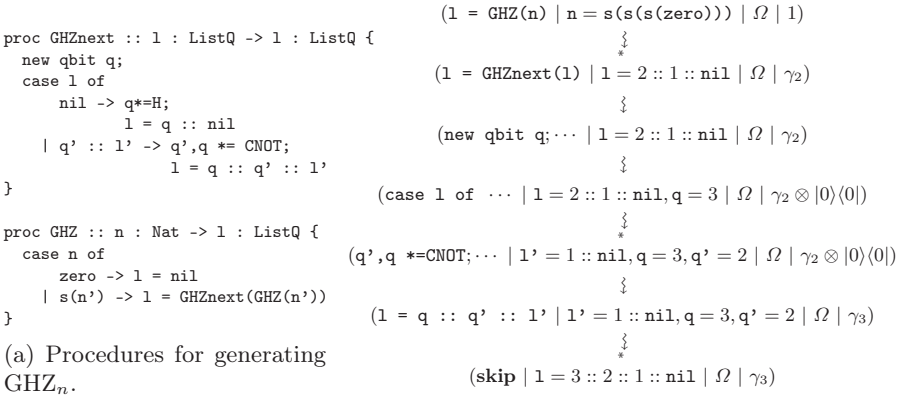 proc GHZnext :: l : ListQ -> l : ListQ {
new qbit q;
case l of
nil -> q*=H;
l = q :: nil
| q' :: l' -> q',q *= CNOT;
l = q :: q' :: l'
}
proc GHZ :: n : Nat -> l : ListQ {
case n of
zero -> l = nil
| s(n') -> l = GHZnext(GHZ(n'))
}
(a) Procedures for generating
GHZₙ.
(l = GHZ(n) | n = s(s(s(zero))) | Ω | 1)
*
(l = GHZnext(l) | l = 2 :: 1 :: nil | Ω | γ₂)
(new qbit q; ⋯ | l = 2 :: 1 :: nil | Ω | γ₂)
(case l of ⋯ | l = 2 :: 1 :: nil, q = 3 | Ω | γ₂ ⊗ |0⟩⟨0|)
*
(q',q *=CNOT; ⋯ | l' = 1 :: nil, q = 3, q' = 2 | Ω | γ₂ ⊗ |0⟩⟨0|)
(l = q :: q' :: l' | l' = 1 :: nil, q = 3, q' = 2 | Ω | γ₃)
*
(skip | l = 3 :: 2 :: 1 :: nil | Ω | γ₃)